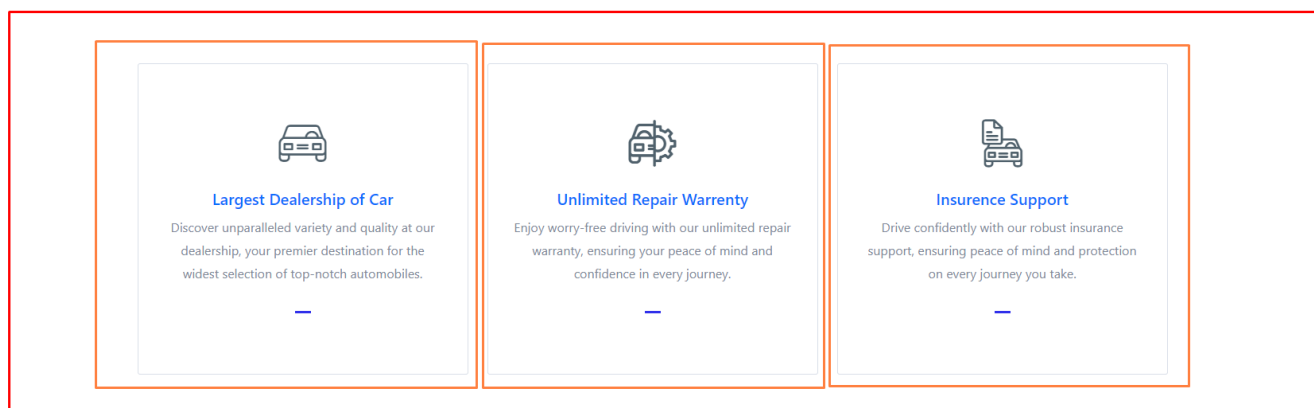 Largest Dealership of Car
Discover unparalleled variety and quality at our
dealership, your premier destination for the
widest selection of top-notch automobiles.
Unlimited Repair Warrenty
Enjoy worry-free driving with our unlimited repair
warranty, ensuring your peace of mind and
confidence in every journey.
Insurence Support
Drive confidently with our robust insurance
support, ensuring peace of mind and protection
on every journey you take.